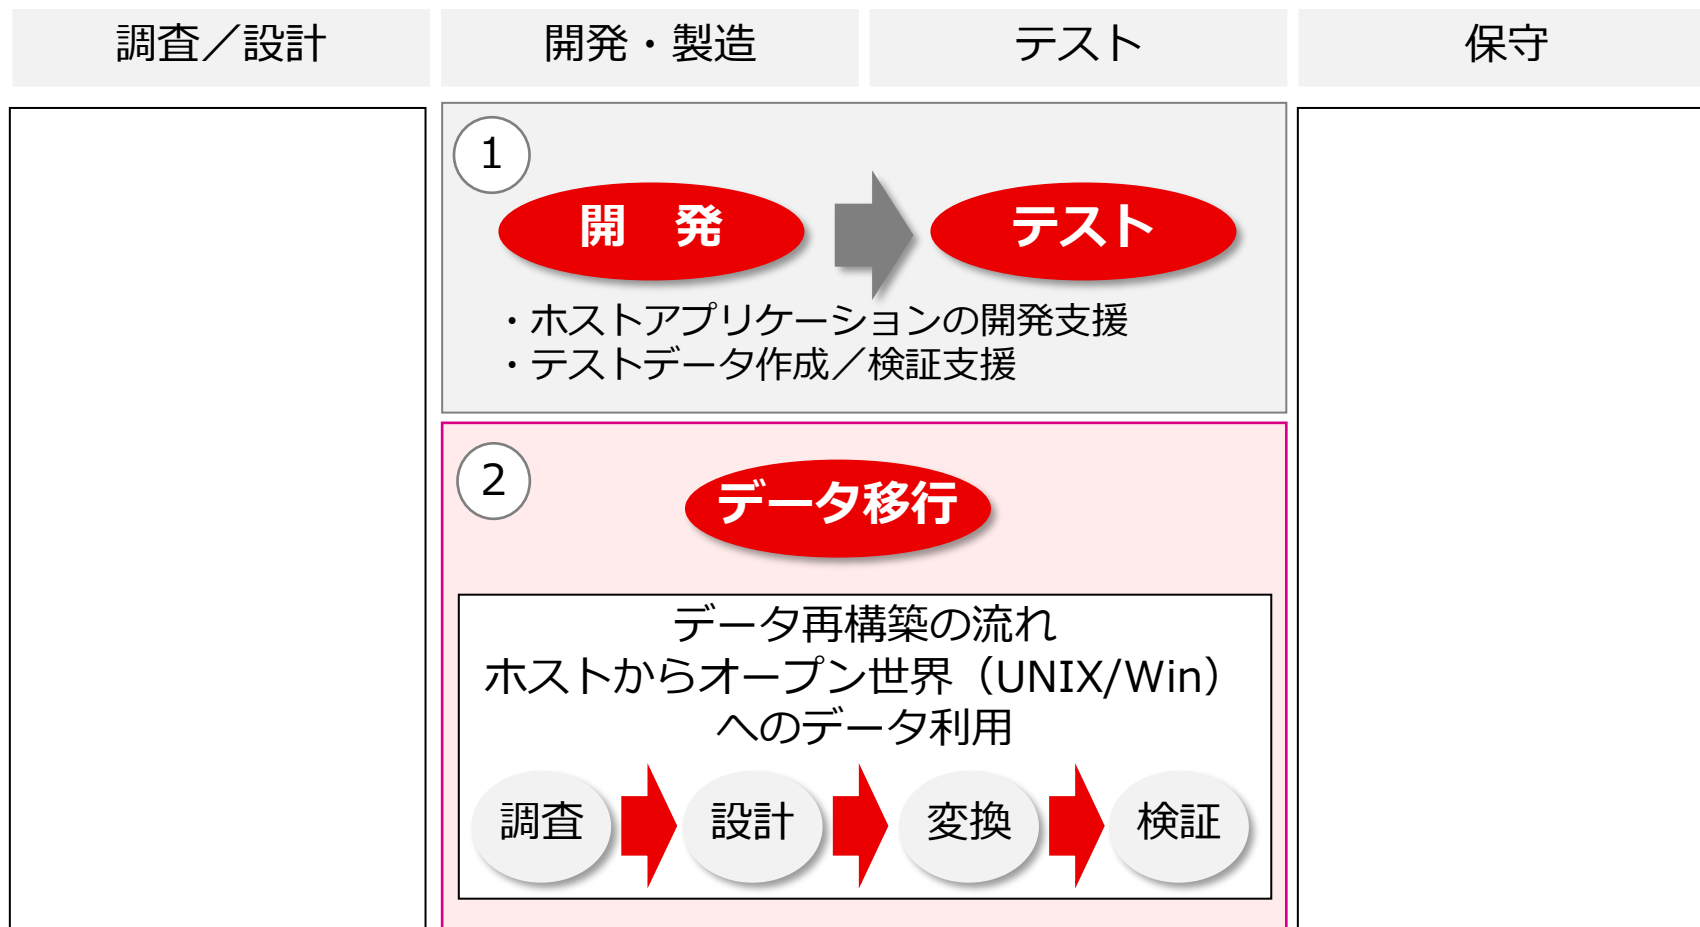 調査／設計
開発・製造
テスト
保守
1
開　発
テスト
・ホストアプリケーションの開発支援
・テストデータ作成／検証支援
2
データ移行
データ再構築の流れ
ホストからオープン世界（UNIX/Win）
へのデータ利用
調査
設計
変換
検証